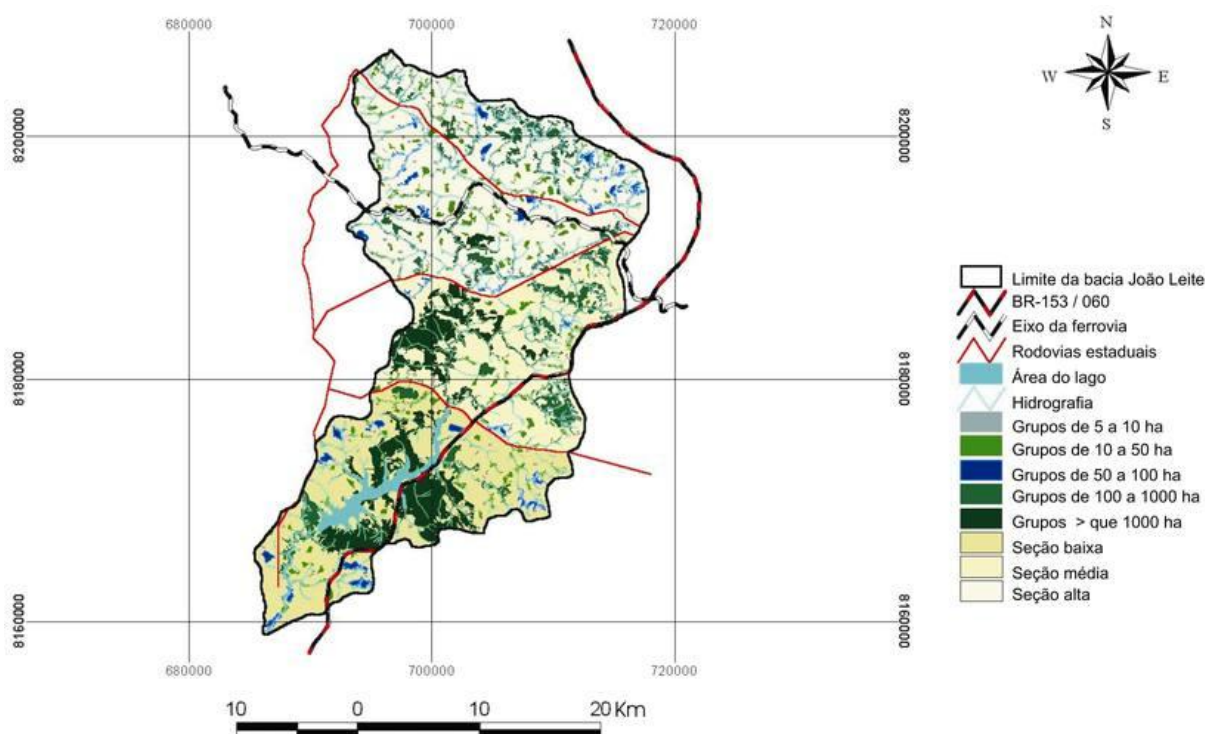 680000
700000
720000
N
W
E
S
8200000
8200000
8180000
8180000
8160000
8160000
680000
700000
720000
10
0
10
20 Km
Limite da bacia João Leite
BR-153 / 060
Eixo da ferrovia
Rodovias estaduais
Área do lago
Hidrografia
Grupos de 5 a 10 ha
Grupos de 10 a 50 ha
Grupos de 50 a 100 ha
Grupos de 100 a 1000 ha
Grupos > que 1000 ha
Seção baixa
Seção média
Seção alta